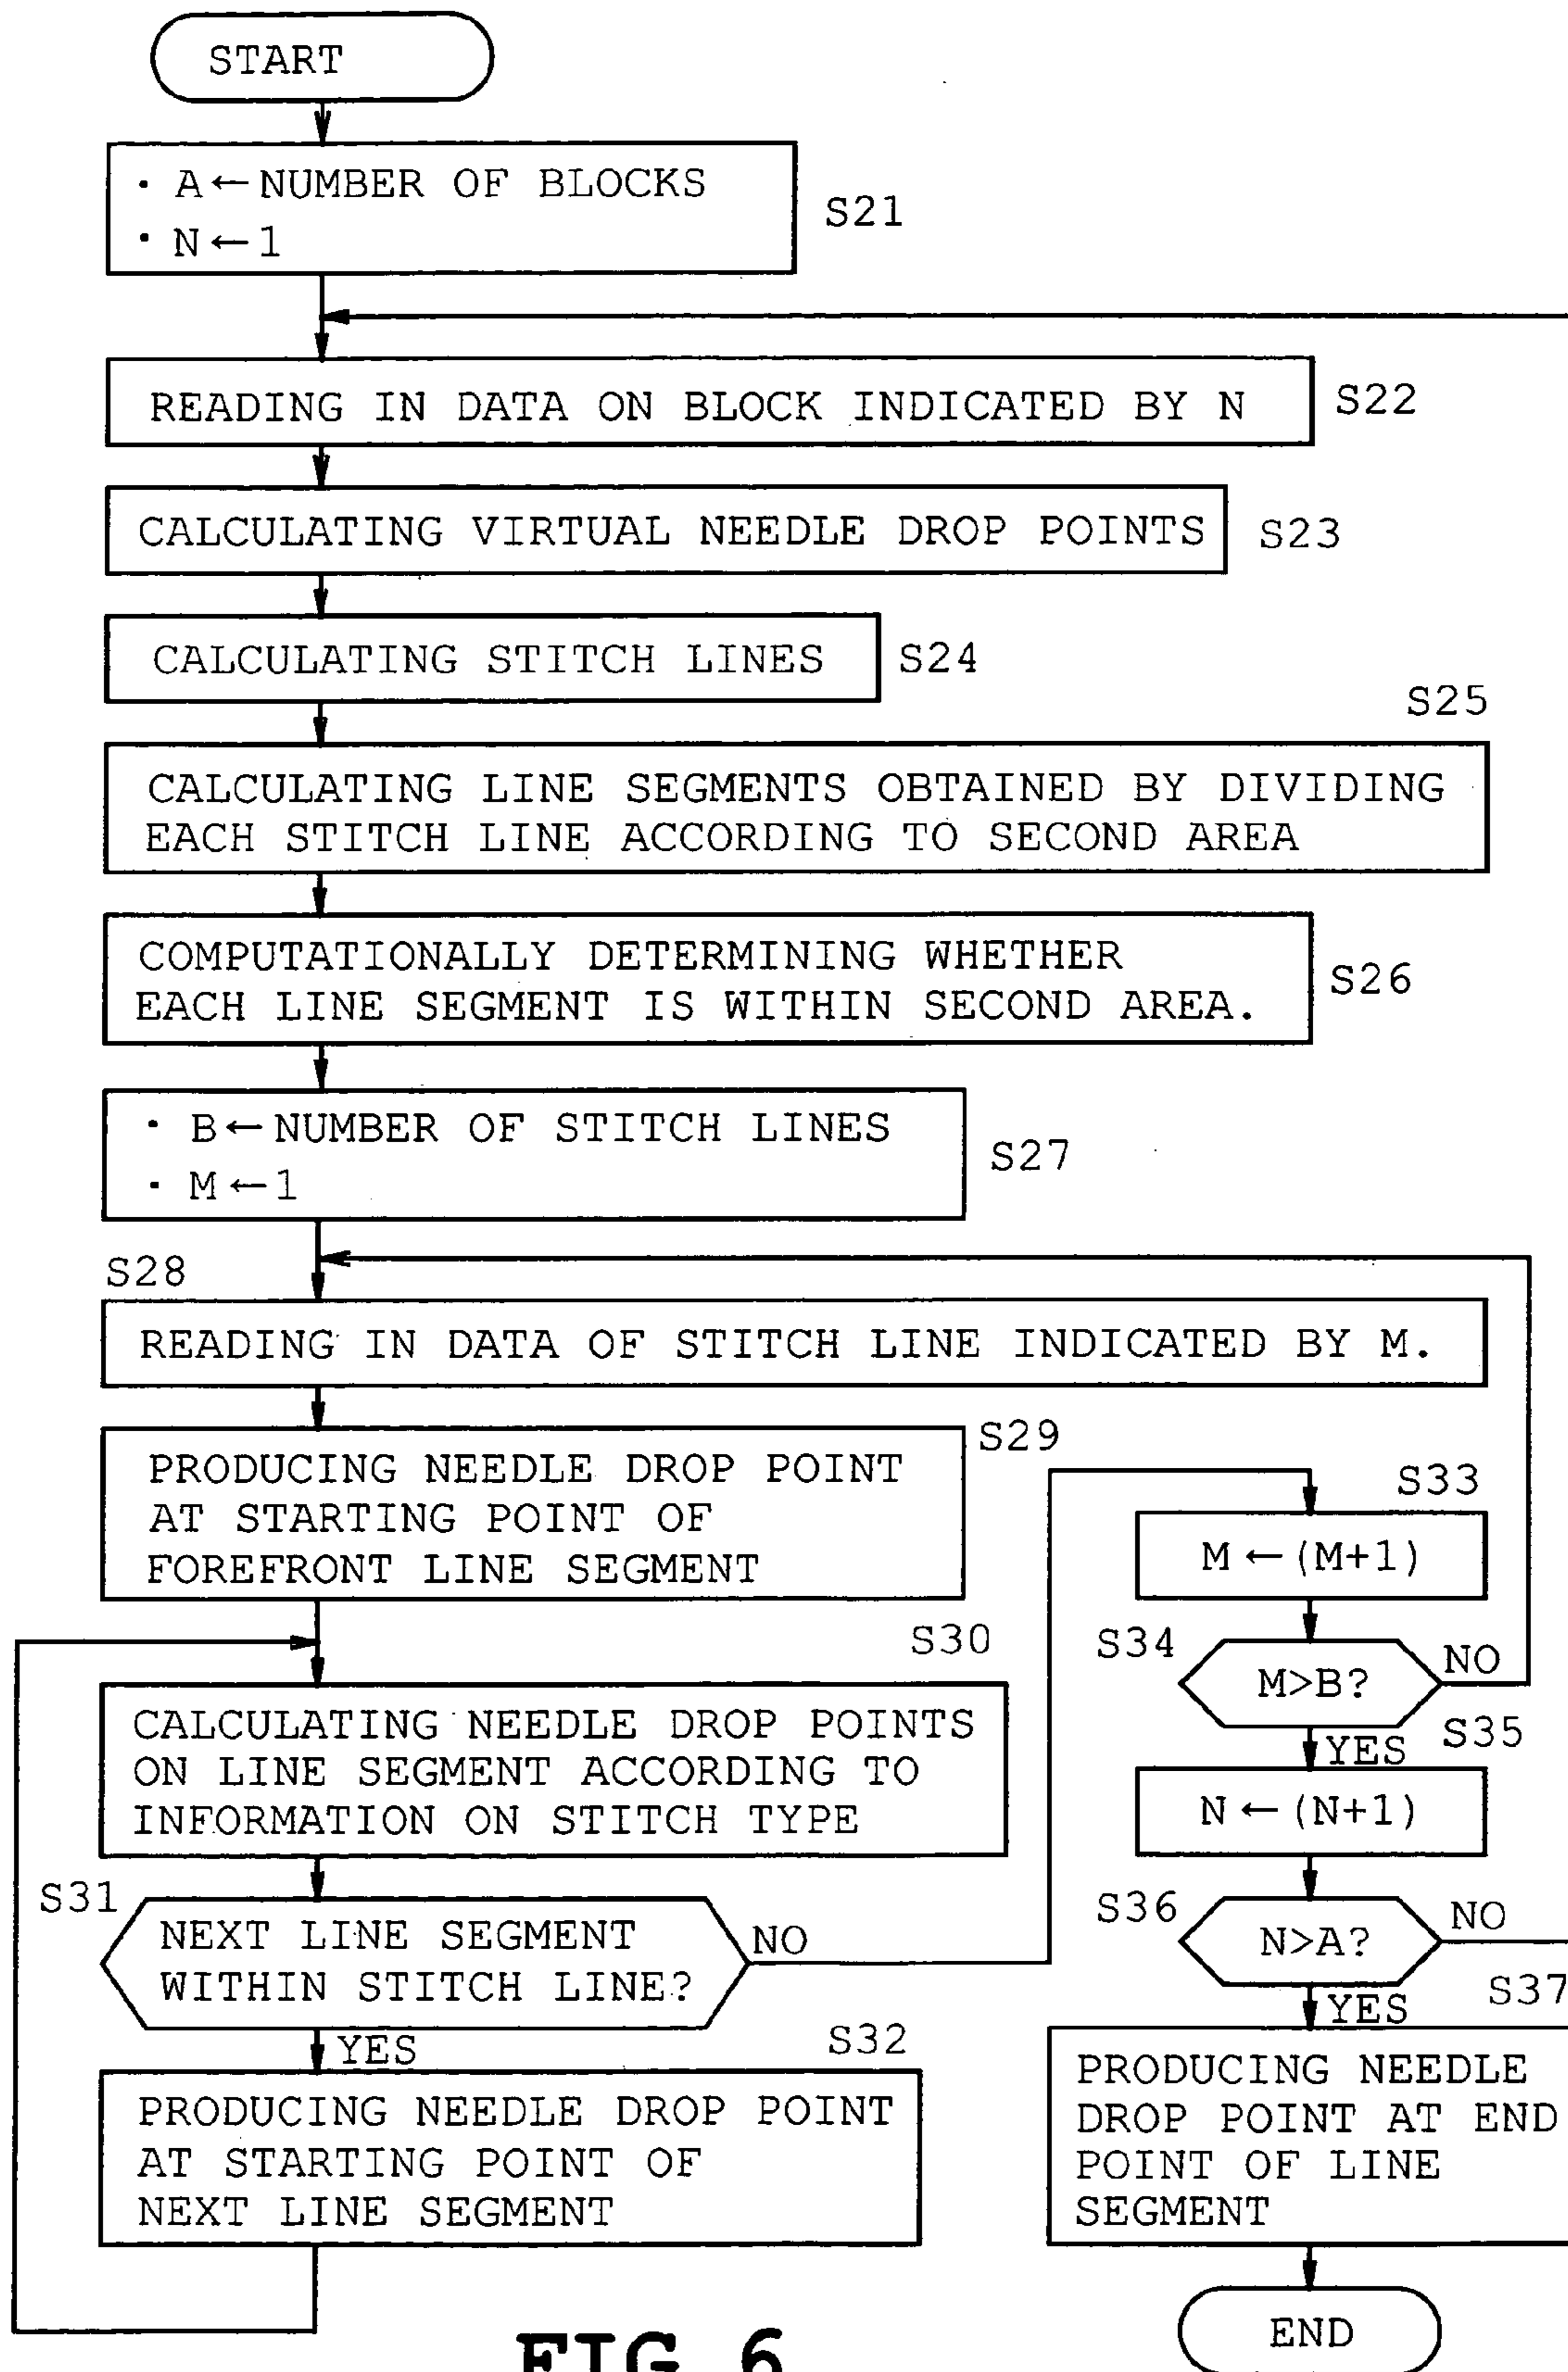 START
· A←NUMBER OF BLOCKS
· N←1
S21
READING IN DATA ON BLOCK INDICATED BY N
S22
CALCULATING VIRTUAL NEEDLE DROP POINTS
S23
CALCULATING STITCH LINES
S24
S25
CALCULATING LINE SEGMENTS OBTAINED BY DIVIDING
EACH STITCH LINE ACCORDING TO SECOND AREA
COMPUTATIONALLY DETERMINING WHETHER
EACH LINE SEGMENT IS WITHIN SECOND AREA.
S26
· B←NUMBER OF STITCH LINES
· M←1
S27
S28
READING IN DATA OF STITCH LINE INDICATED BY M.
S29
PRODUCING NEEDLE DROP POINT
AT STARTING POINT OF
FOREFRONT LINE SEGMENT
S30
CALCULATING NEEDLE DROP POINTS
ON LINE SEGMENT ACCORDING TO
INFORMATION ON STITCH TYPE
S31
NEXT LINE SEGMENT
WITHIN STITCH LINE?
NO
YES
S32
PRODUCING NEEDLE DROP POINT
AT STARTING POINT OF
NEXT LINE SEGMENT
S33
M←(M+1)
S34
M>B?
NO
YES
S35
N←(N+1)
S36
N>A?
NO
YES
S37
PRODUCING NEEDLE
DROP POINT AT END
POINT OF LINE
SEGMENT
END
FIG.6